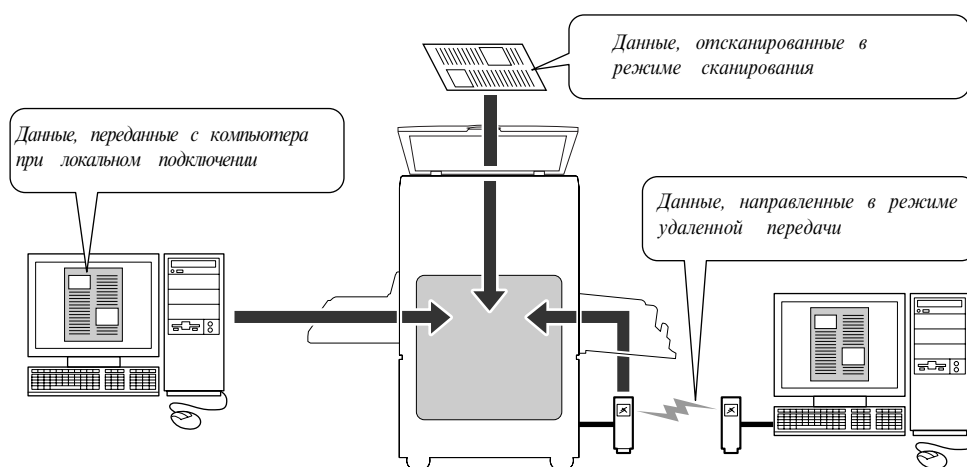 Данные, отсканированные в
режиме сканирования
Данные, переданные с компьютера
при локальном подключении
Данные, направленные в режиме
удаленной передачи